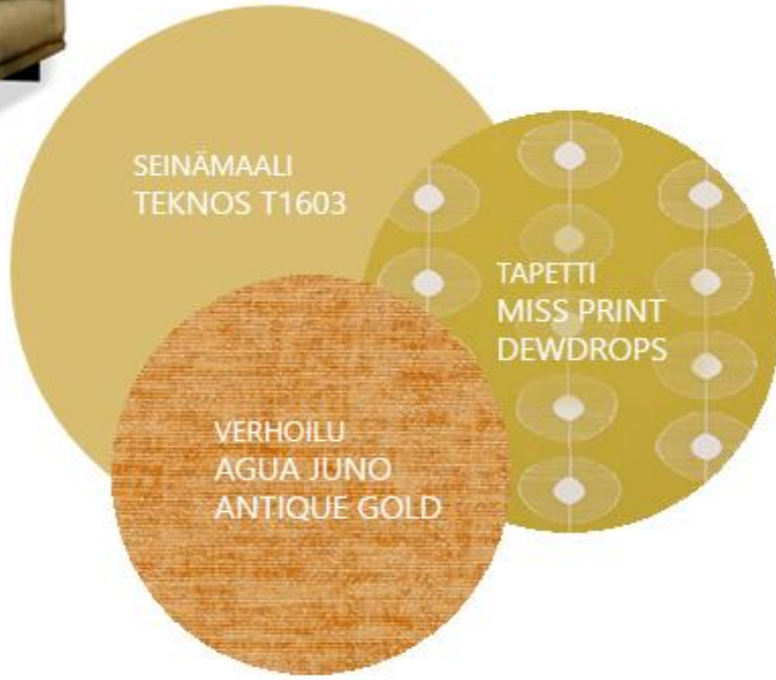 SEINÄMAALI
TEKNOS T1603
TAPETTI
MISS PRINT
DEWDROPS
VERHOILU
AGUA JUNO
ANTIQUE GOLD